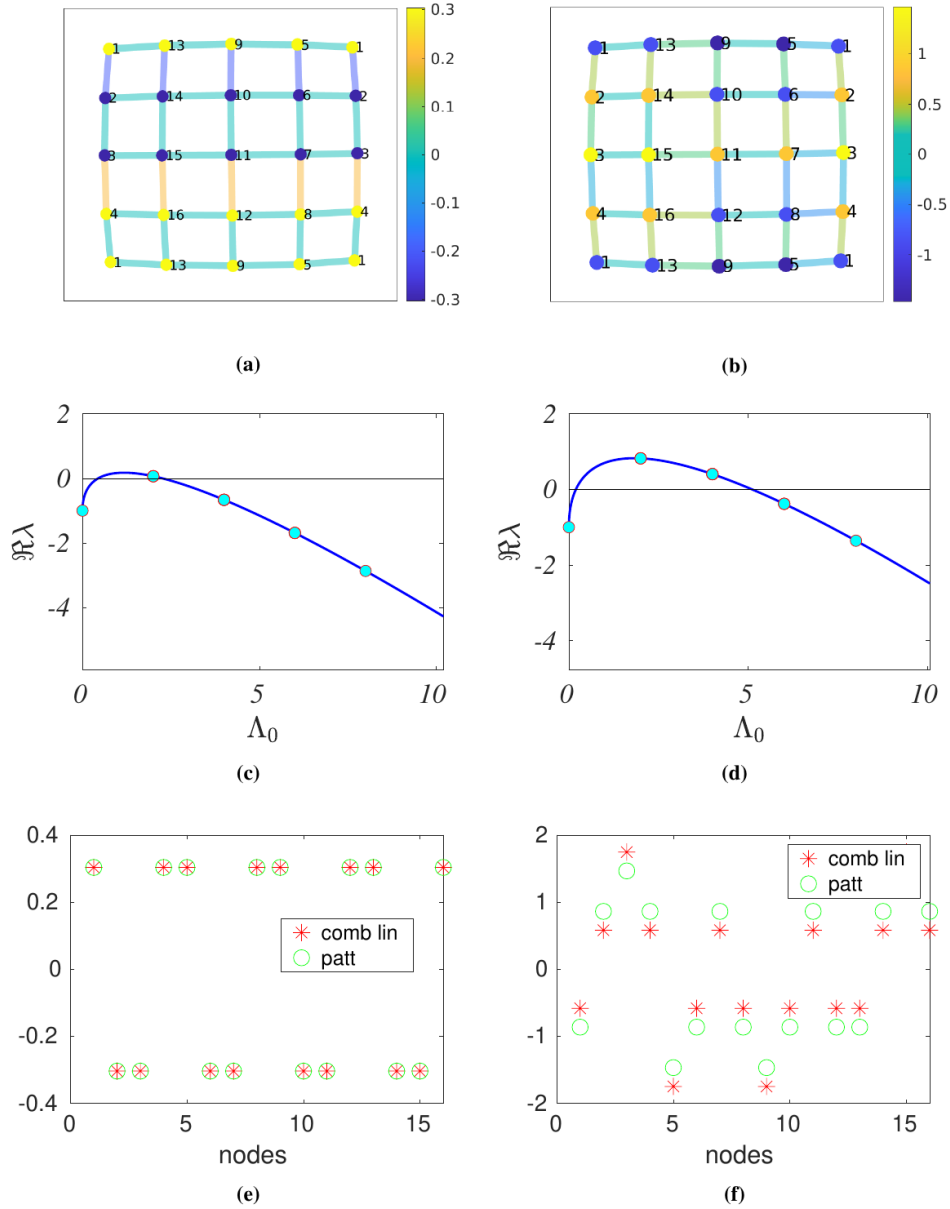 1 13 9 5 1
2 14 10 6 2
3 15 11 7 3
4 16 12 8 4
1 13 9 5 1
0.3
0.2
0.1
0
-0.1
-0.2
-0.3
(a)
1 13 9 5 1
2 14 10 6 2
3 15 11 7 3
4 16 12 8 4
1 13 9 5 1
1
0.5
0
-0.5
-1
(b)
2
0
-2
-4
ℜλ
0 5 10
Λ₀
(c)
2
0
-2
-4
ℜλ
0 5 10
Λ₀
(d)
0.4
0.2
0
-0.2
-0.4
comb lin
patt
0 5 10 15
nodes
(e)
2
1
0
-1
-2
comb lin
patt
0 5 10 15
nodes
(f)